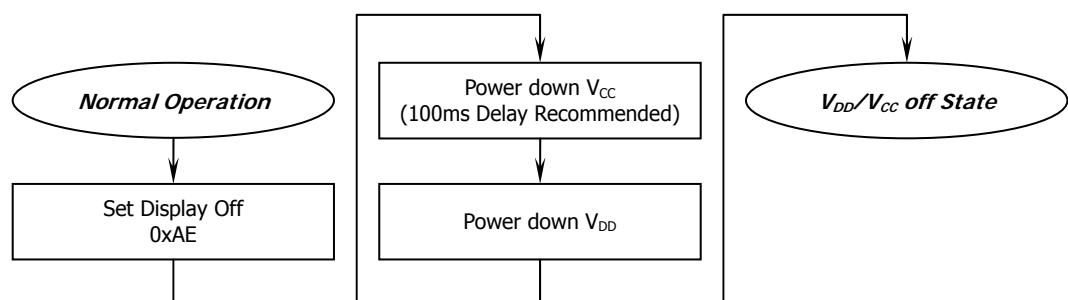 Normal Operation
Set Display Off
0xAE
Power down VCC
(100ms Delay Recommended)
Power down VDD
VDD/VCC off State